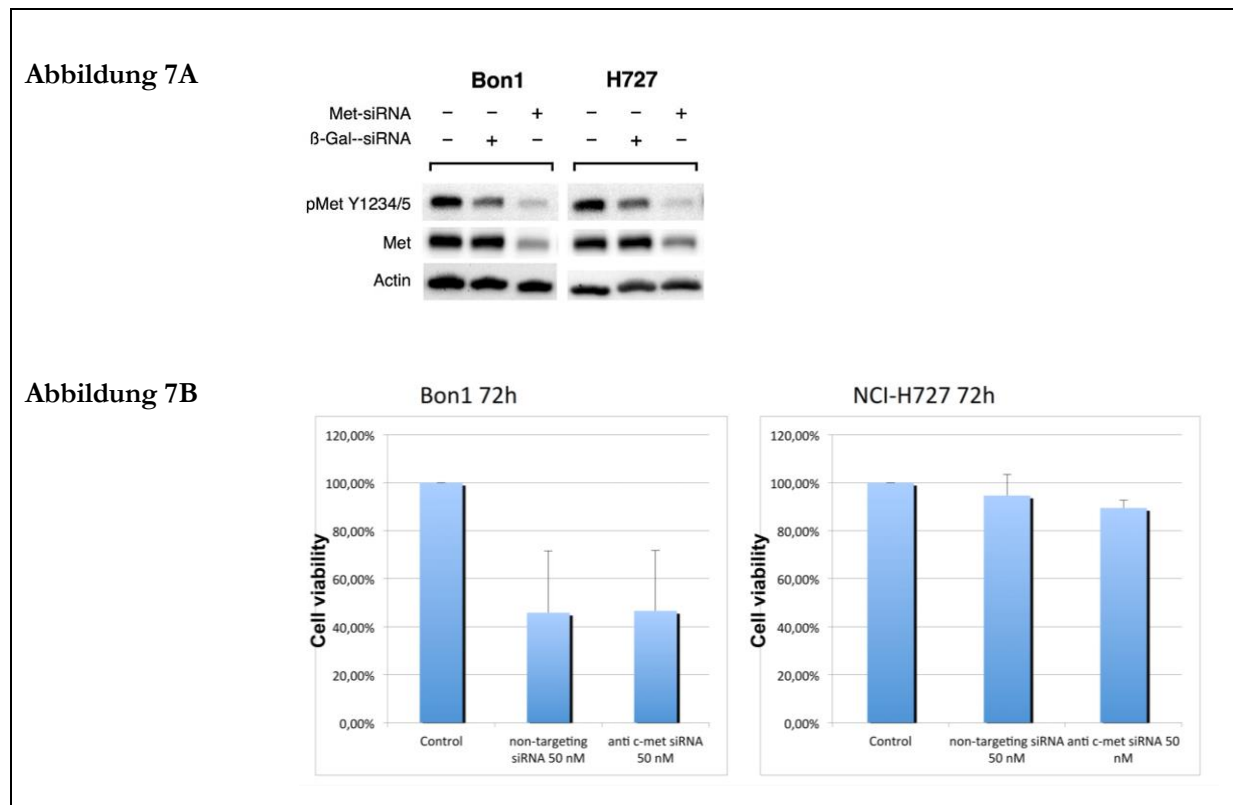 Abbildung 7A
Bon1 H727
Met-siRNA – – + – – +
ß-Gal--siRNA – + – – + –
pMet Y1234/5
Met
Actin
Abbildung 7B
Bon1 72h
Cell viability
120,00%
100,00%
80,00%
60,00%
40,00%
20,00%
0,00%
Control
non-targeting
siRNA 50 nM
anti c-met siRNA
50 nM
NCI-H727 72h
Cell viability
120,00%
100,00%
80,00%
60,00%
40,00%
20,00%
0,00%
Control
non-targeting siRNA
50 nM
anti c-met siRNA 50
nM